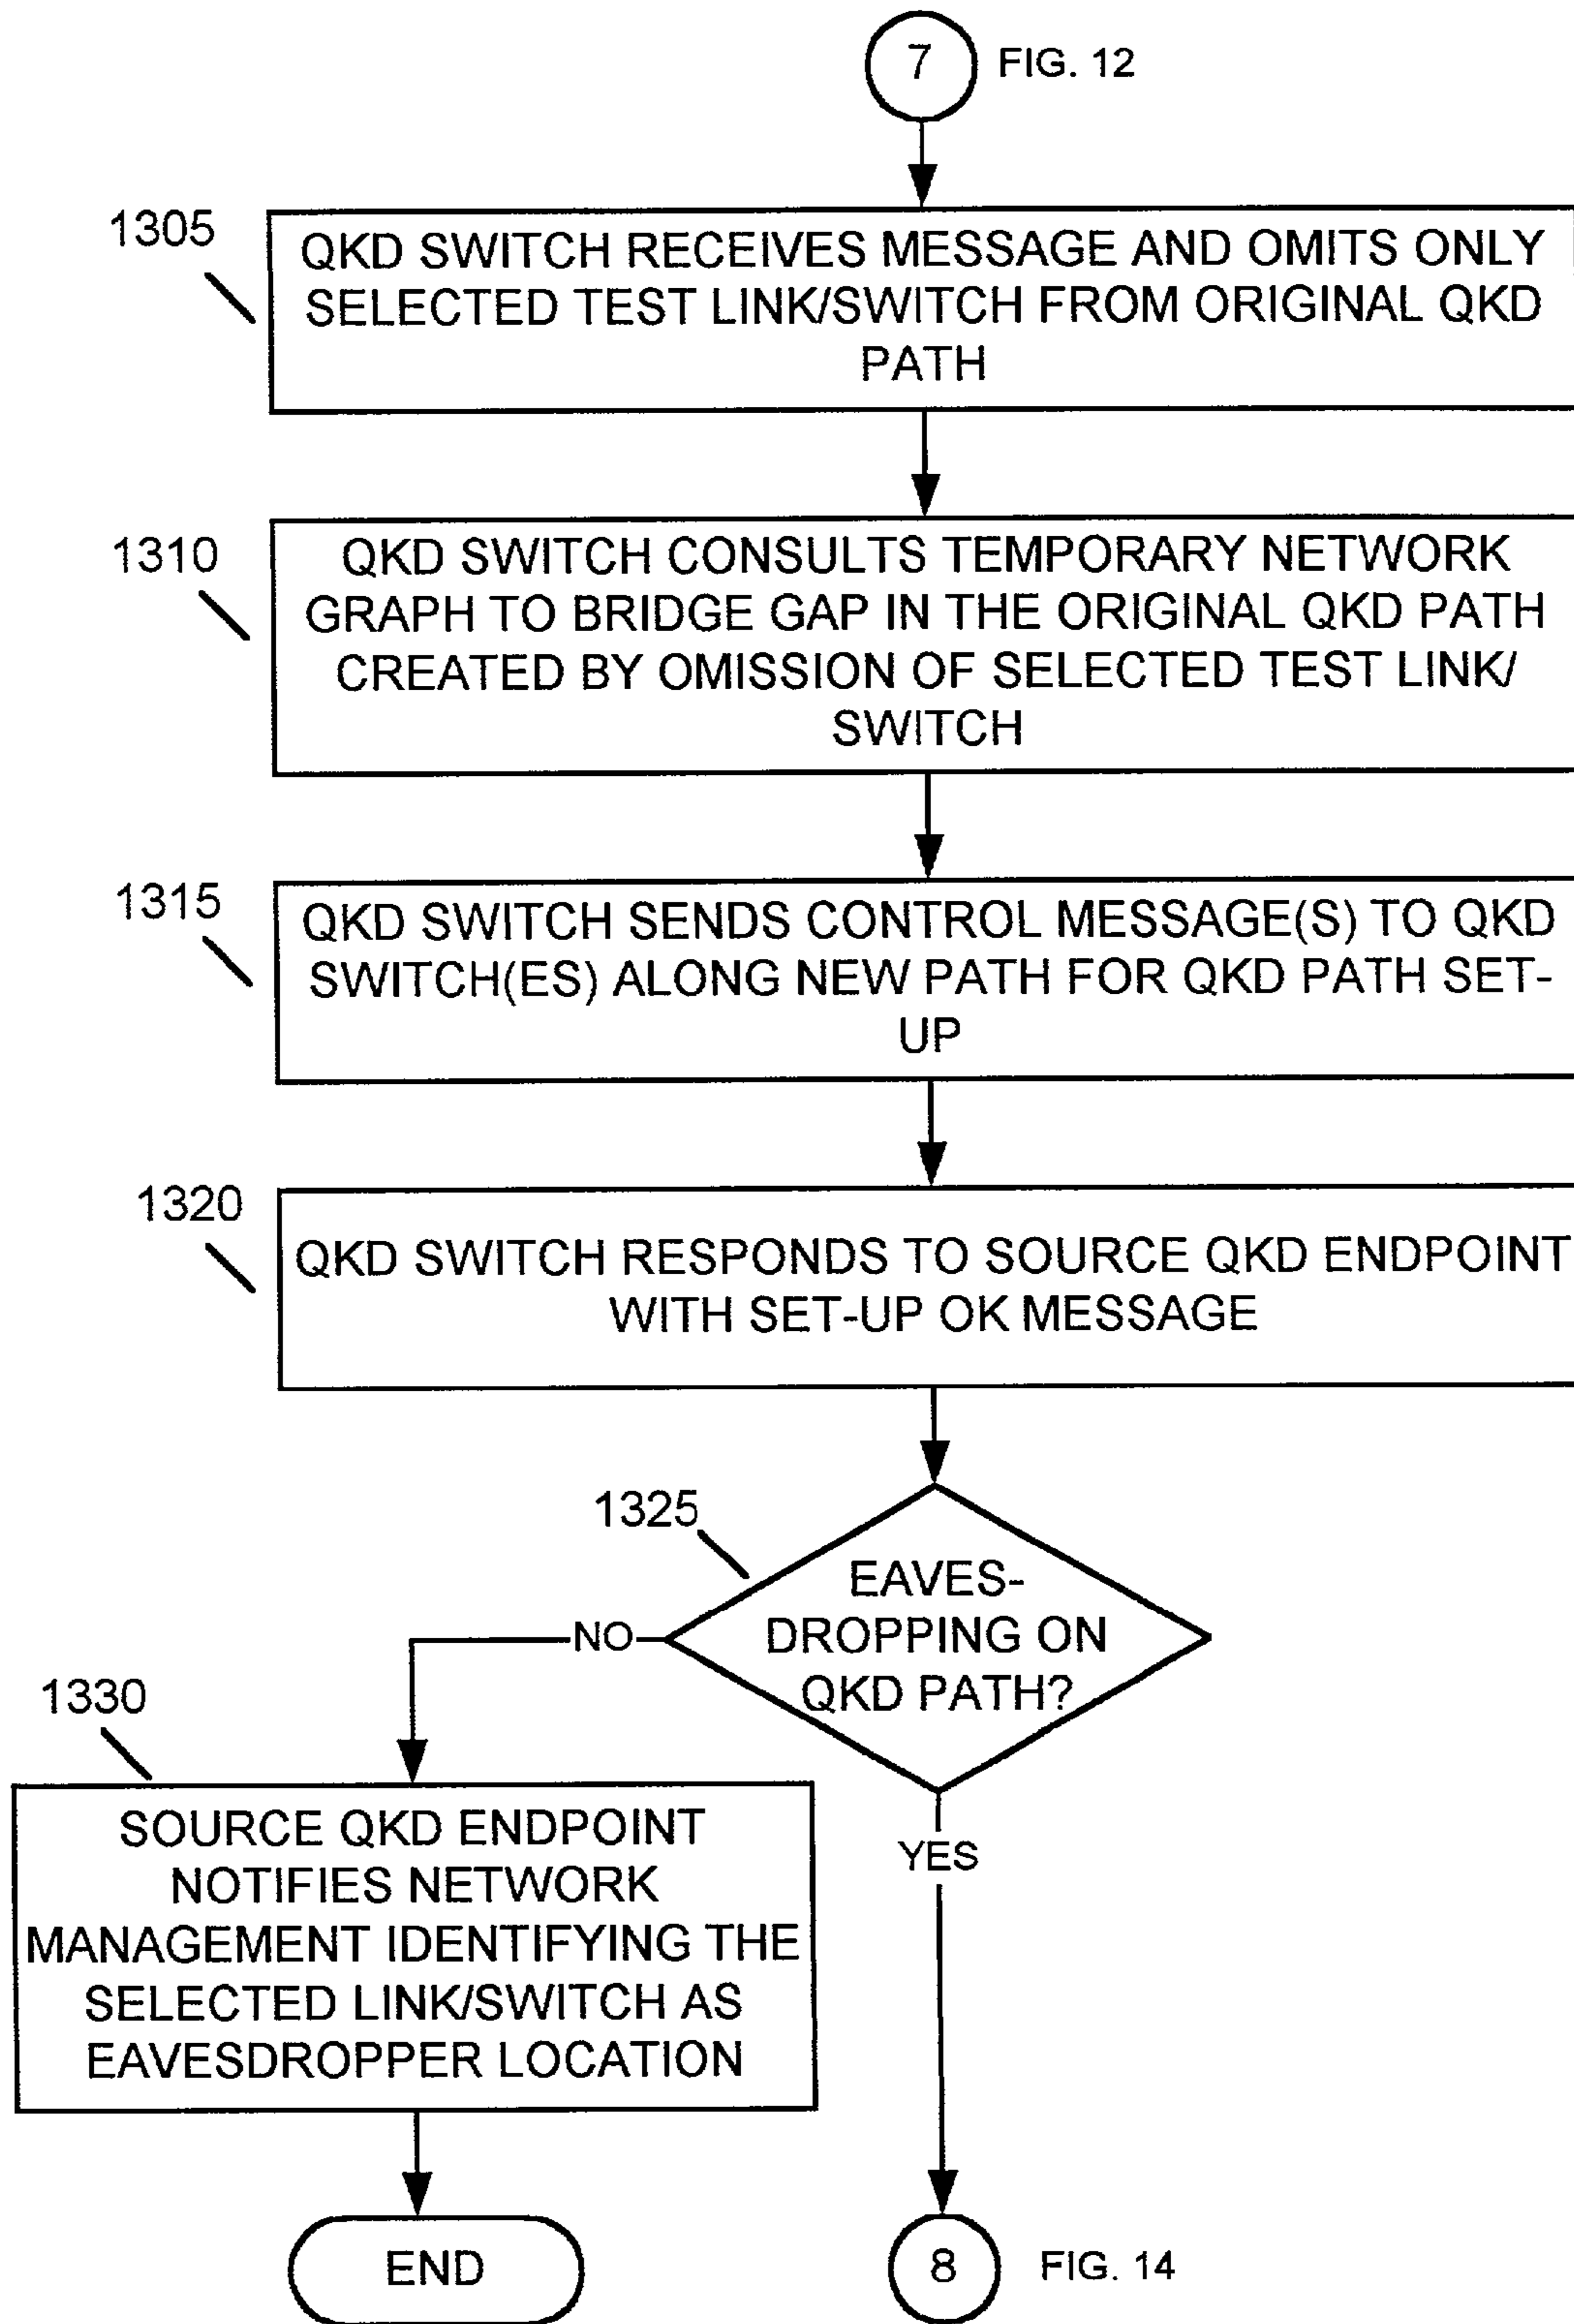 7 FIG. 12
1305
QKD SWITCH RECEIVES MESSAGE AND OMITS ONLY
SELECTED TEST LINK/SWITCH FROM ORIGINAL QKD
PATH
1310
QKD SWITCH CONSULTS TEMPORARY NETWORK
GRAPH TO BRIDGE GAP IN THE ORIGINAL QKD PATH
CREATED BY OMISSION OF SELECTED TEST LINK/
SWITCH
1315
QKD SWITCH SENDS CONTROL MESSAGE(S) TO QKD
SWITCH(ES) ALONG NEW PATH FOR QKD PATH SET-
UP
1320
QKD SWITCH RESPONDS TO SOURCE QKD ENDPOINT
WITH SET-UP OK MESSAGE
1325
EAVES-
DROPPING ON
QKD PATH?
NO
1330
SOURCE QKD ENDPOINT
NOTIFIES NETWORK
MANAGEMENT IDENTIFYING THE
SELECTED LINK/SWITCH AS
EAVESDROPPER LOCATION
YES
END
8 FIG. 14